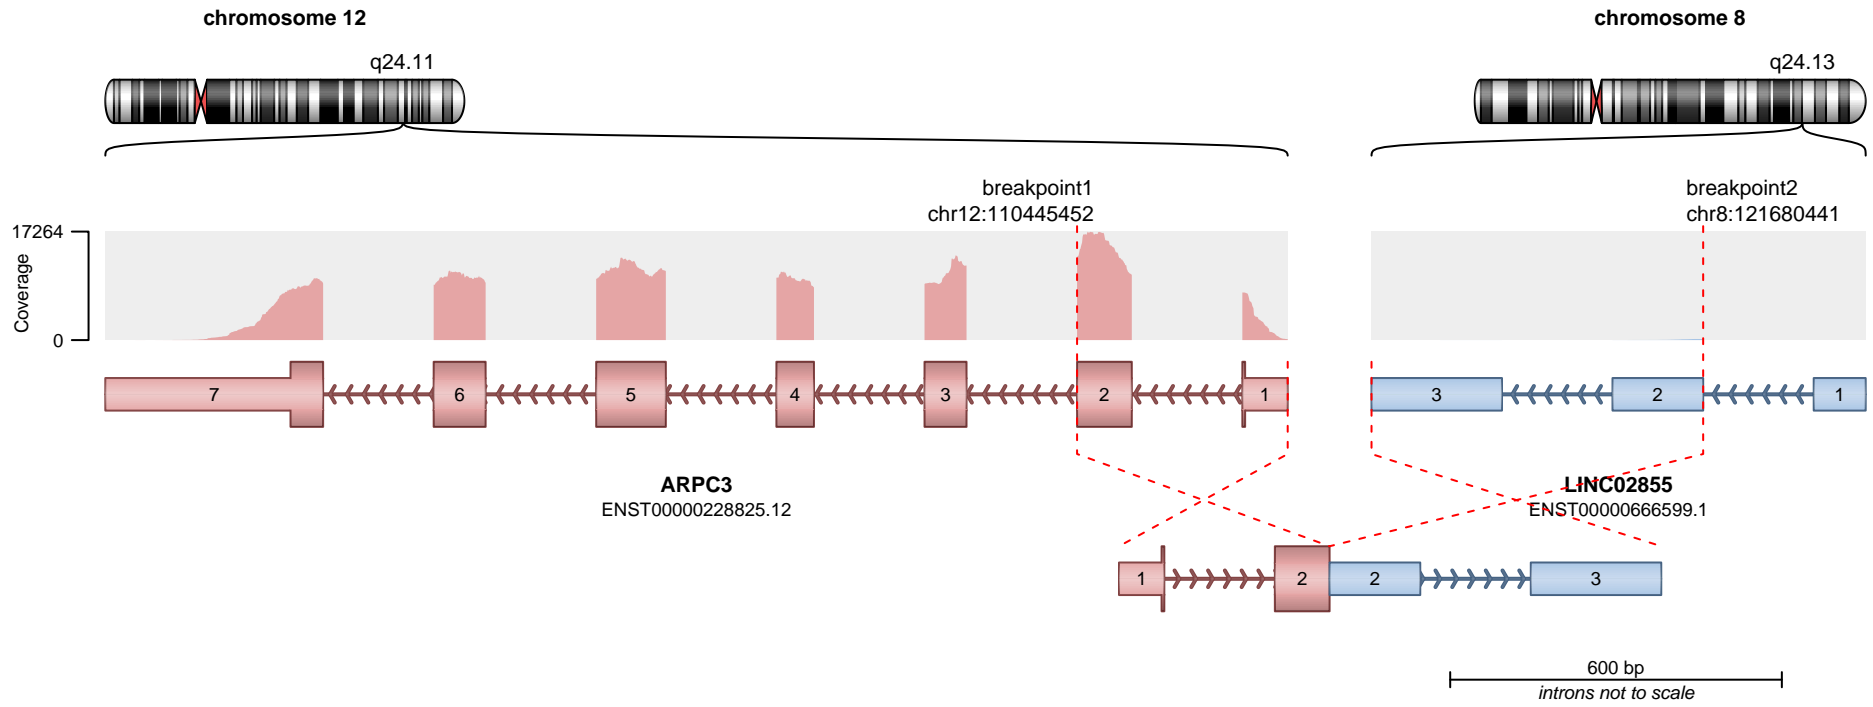 chromosome 12
chromosome 8
q24.11
q24.13
breakpoint1
chr12:110445452
breakpoint2
chr8:121680441
17264
Coverage
0
7 6 5 4 3 2 1
3 2 1
ARPC3
ENST00000228825.12
LINC02855
ENST00000666599.1
1 2 2 3
600 bp
introns not to scale